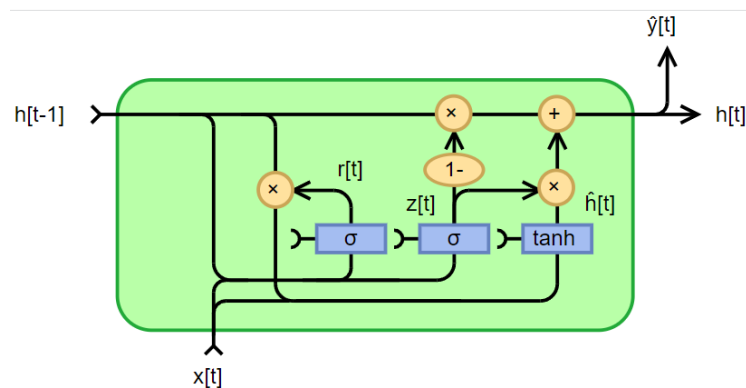 ŷ[t]
h[t-1]
×
+
h[t]
1-
r[t]
×
z[t]
×
ĥ[t]
σ
σ
tanh
x[t]